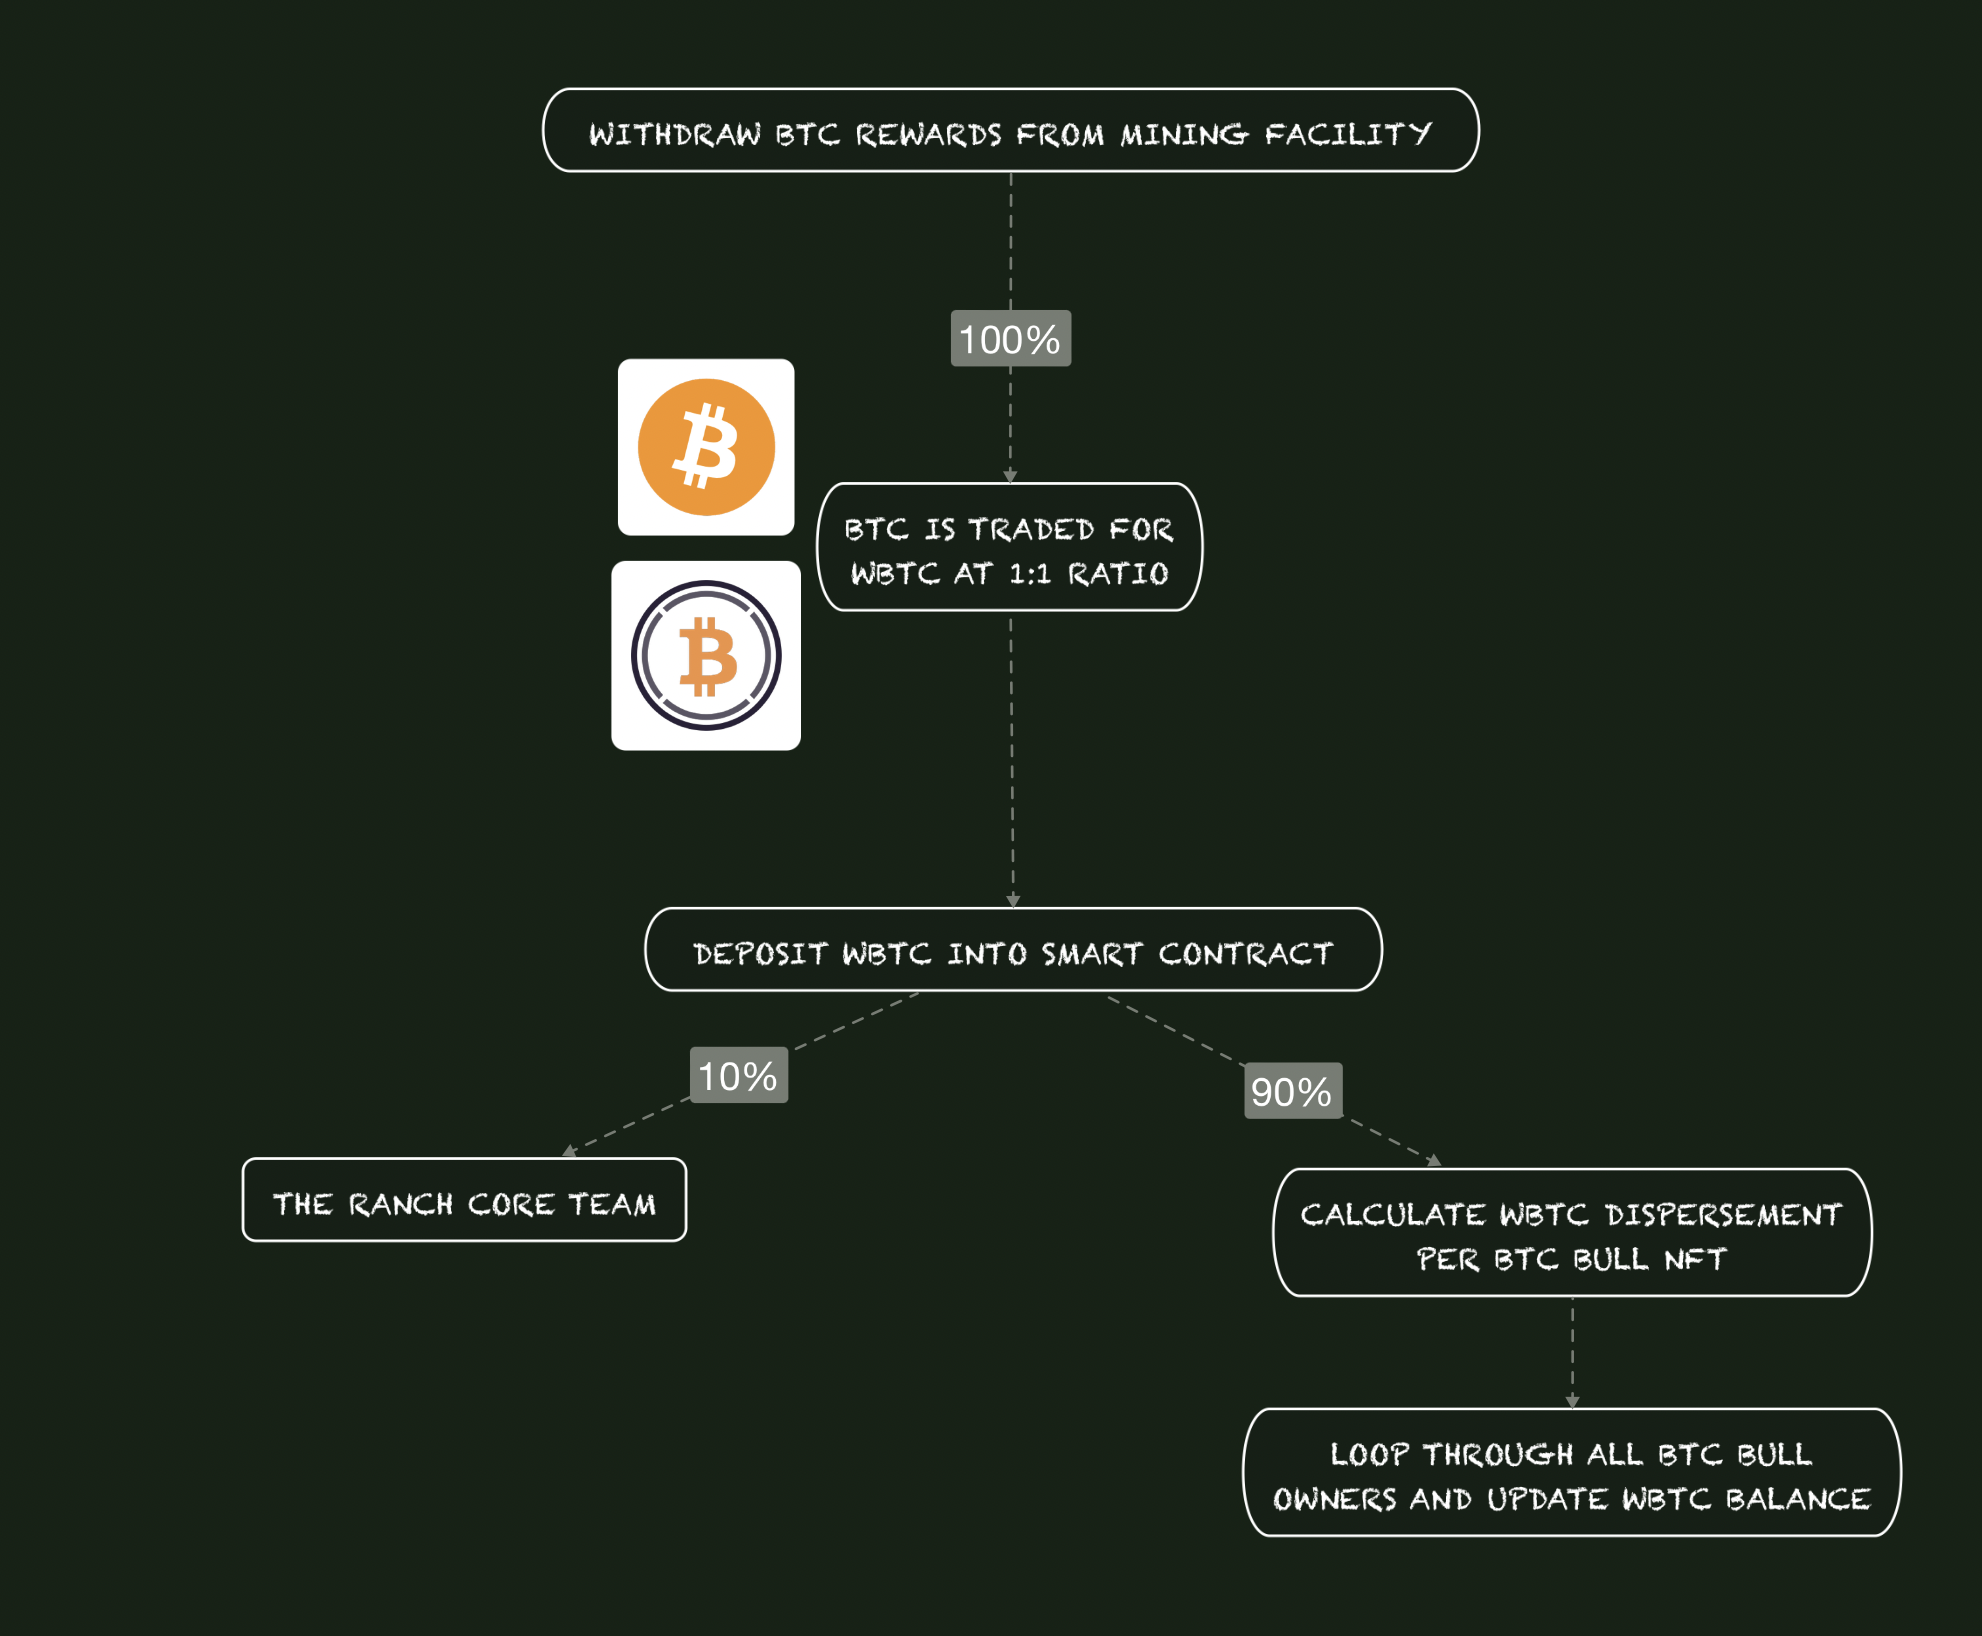 WITHDRAW BTC REWARDS FROM MINING FACILITY
100%
BTC IS TRADED FOR
WBTC AT 1:1 RATIO
DEPOSIT WBTC INTO SMART CONTRACT
10%
90%
THE RANCH CORE TEAM
CALCULATE WBTC DISPERSEMENT
PER BTC BULL NFT
LOOP THROUGH ALL BTC BULL
OWNERS AND UPDATE WBTC BALANCE